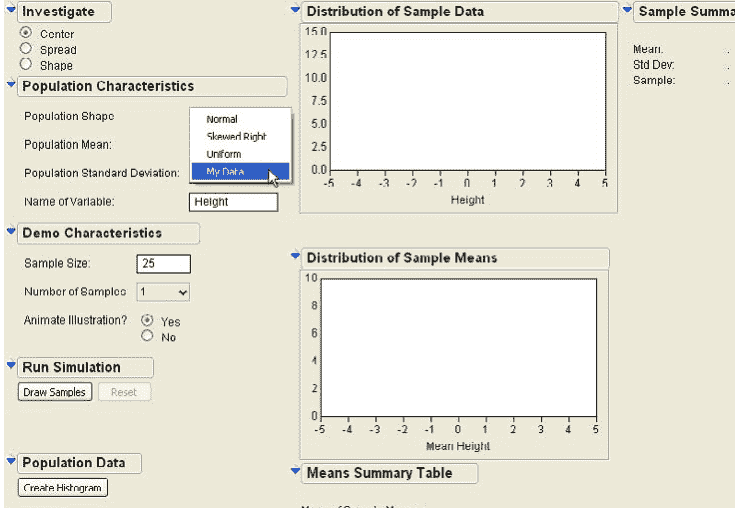 Investigate
Center
Spread
Shape
Population Characteristics
Population Shape
Population Mean:
Population Standard Deviation:
Normal
Skewed Right
Uniform
My Data
Name of Variable:
Height
Demo Characteristics
Sample Size:
25
Number of Samples
1
Animate Illustration?
Yes
No
Run Simulation
Draw Samples
Reset
Population Data
Create Histogram
Distribution of Sample Data
15.0
12.5
10.0
7.5
5.0
2.5
0.0
-5 -4 -3 -2 -1 0 1 2 3 4 5
Height
Distribution of Sample Means
10
8
6
4
2
0
-5 -4 -3 -2 -1 0 1 2 3 4 5
Mean Height
Means Summary Table
Sample Summa
Mean: .
Std Dev: .
Sample: .